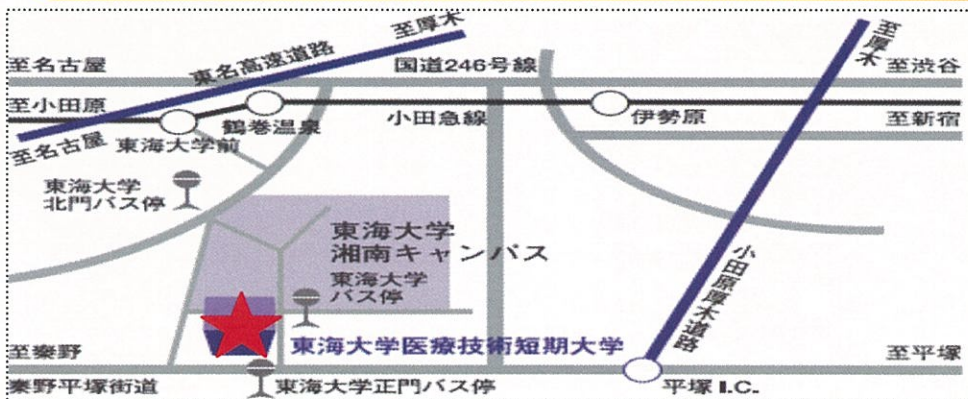 至厚木
至厚木
至名古屋
東名高速道路
国道246号線
至渋谷
至小田原
鶴巻温泉
小田急線
伊勢原
至新宿
至名古屋
東海大学前
東海大学
北門バス停
東海大学
湘南キャンパス
東海大学
バス停
小田原厚木道路
至秦野
東海大学医療技術短期大学
至平塚
秦野平塚街道
東海大学正門バス停
平塚I.C.